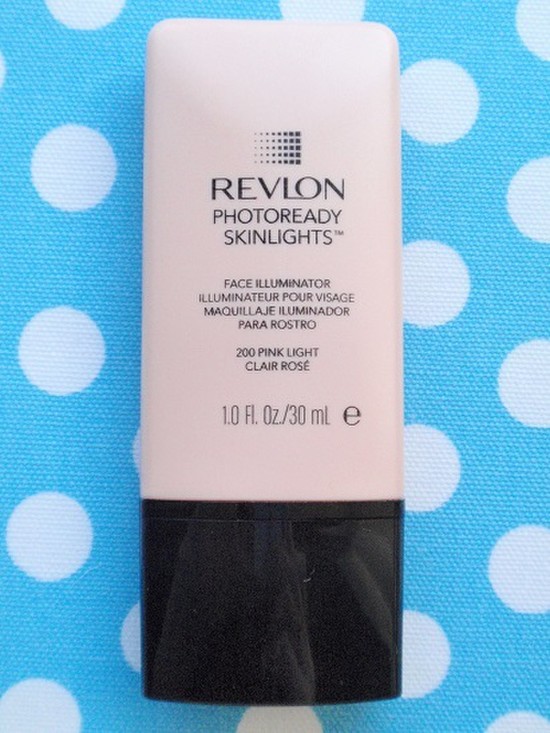 REVLON
PHOTOREADY
SKINLIGHTS™
FACE ILLUMINATOR
ILLUMINATEUR POUR VISAGE
MAQUILLAJE ILUMINADOR
PARA ROSTRO
200 PINK LIGHT
CLAIR ROSÉ
1.0 Fl. Oz./30 mL ℮